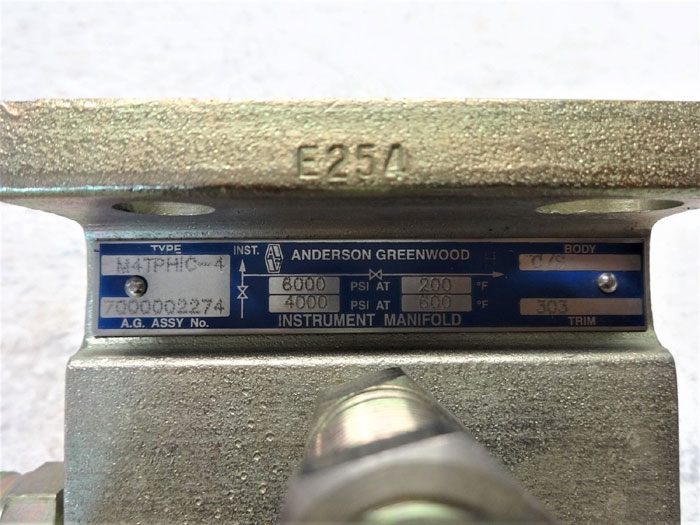 E254
TYPE
M4TPHIC-4
7000002274
A.G. ASSY No.
INST.
ANDERSON GREENWOOD
6000 PSI AT 200 °F
4000 PSI AT 800 °F
INSTRUMENT MANIFOLD
BODY
C/S
303
TRIM